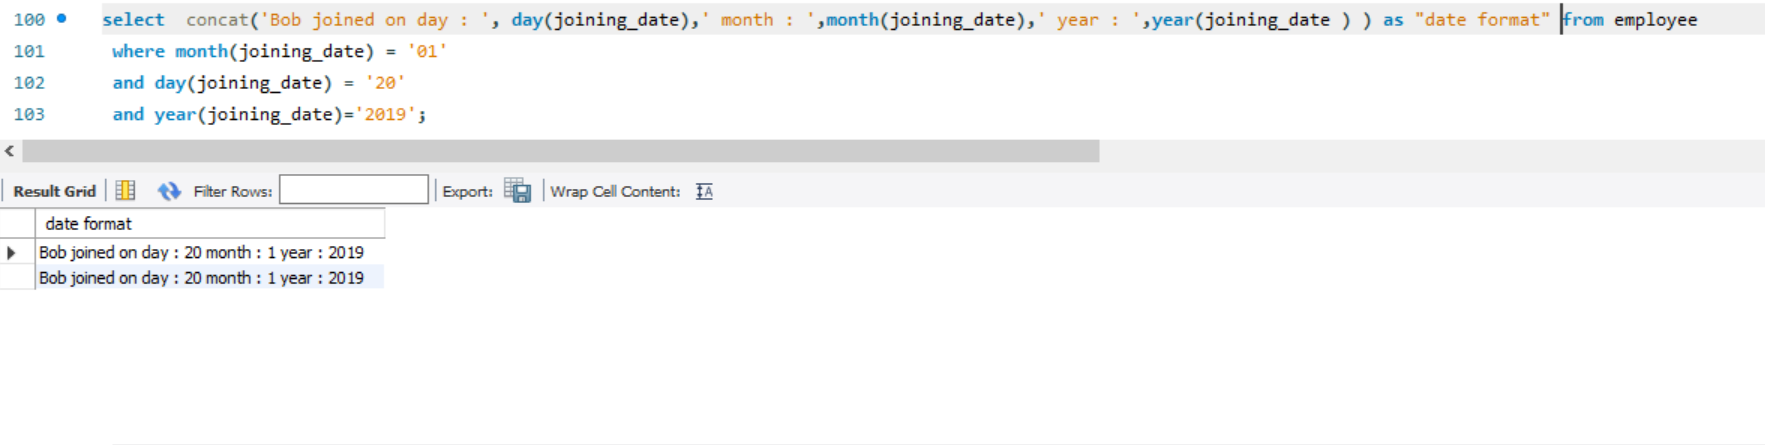 100 select  concat('Bob joined on day : ', day(joining_date),' month : ',month(joining_date),' year : ',year(joining_date ) ) as "date format" from employee
101 where month(joining_date) = '01'
102 and day(joining_date) = '20'
103 and year(joining_date)='2019';
Result Grid Filter Rows: Export: Wrap Cell Content: IA
date format
Bob joined on day : 20 month : 1 year : 2019
Bob joined on day : 20 month : 1 year : 2019